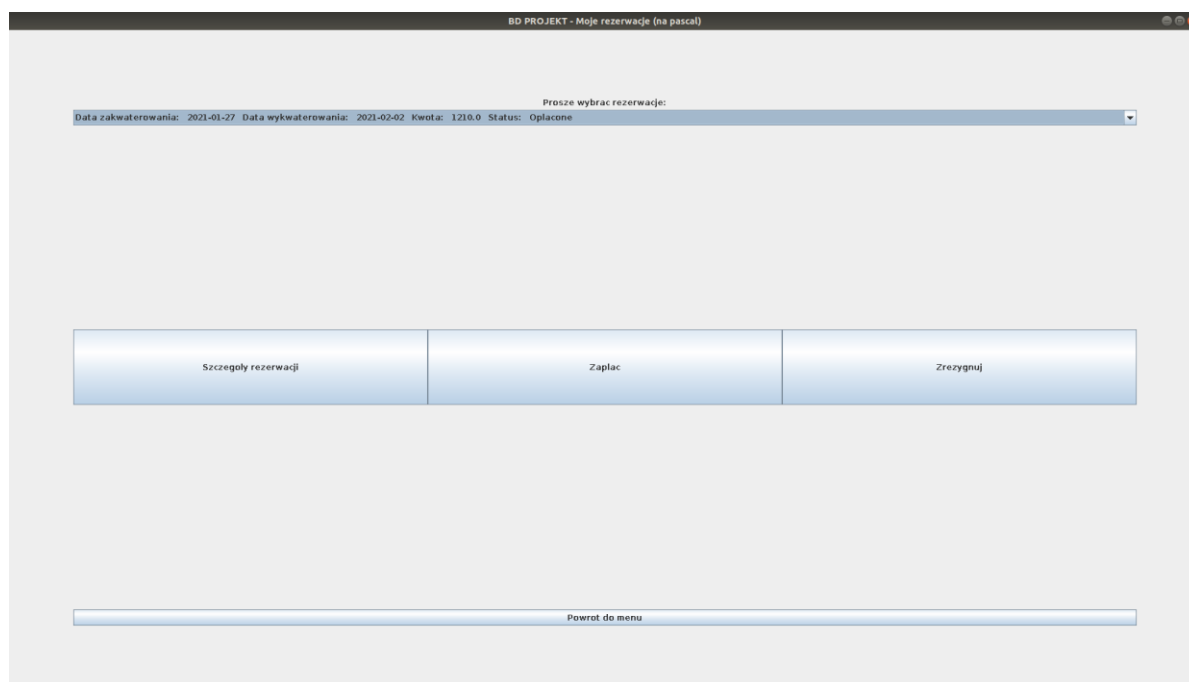 BD PROJEKT - Moje rezerwacje (na pascal)
Prosze wybrac rezerwacje:
Data zakwaterowania: 2021-01-27 Data wykwaterowania: 2021-02-02 Kwota: 1210.0 Status: Oplacone
Szczegoly rezerwacji Zaplac Zrezygnuj
Powrot do menu